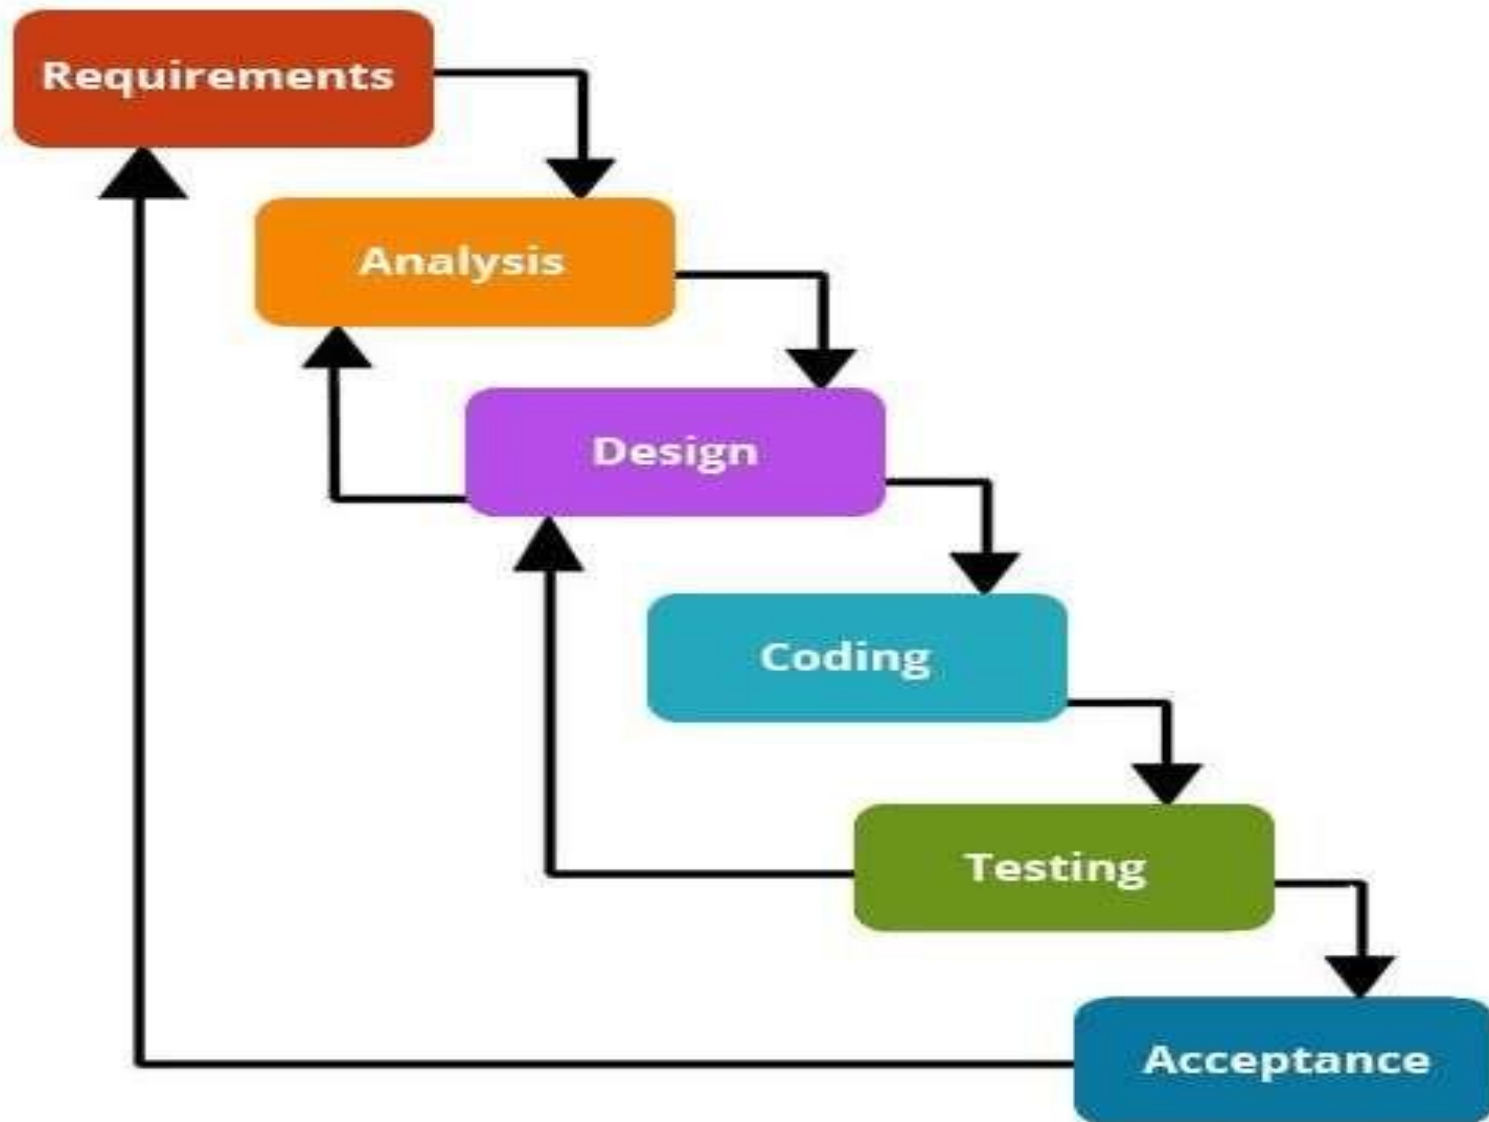 Requirements
Analysis
Design
Coding
Testing
Acceptance